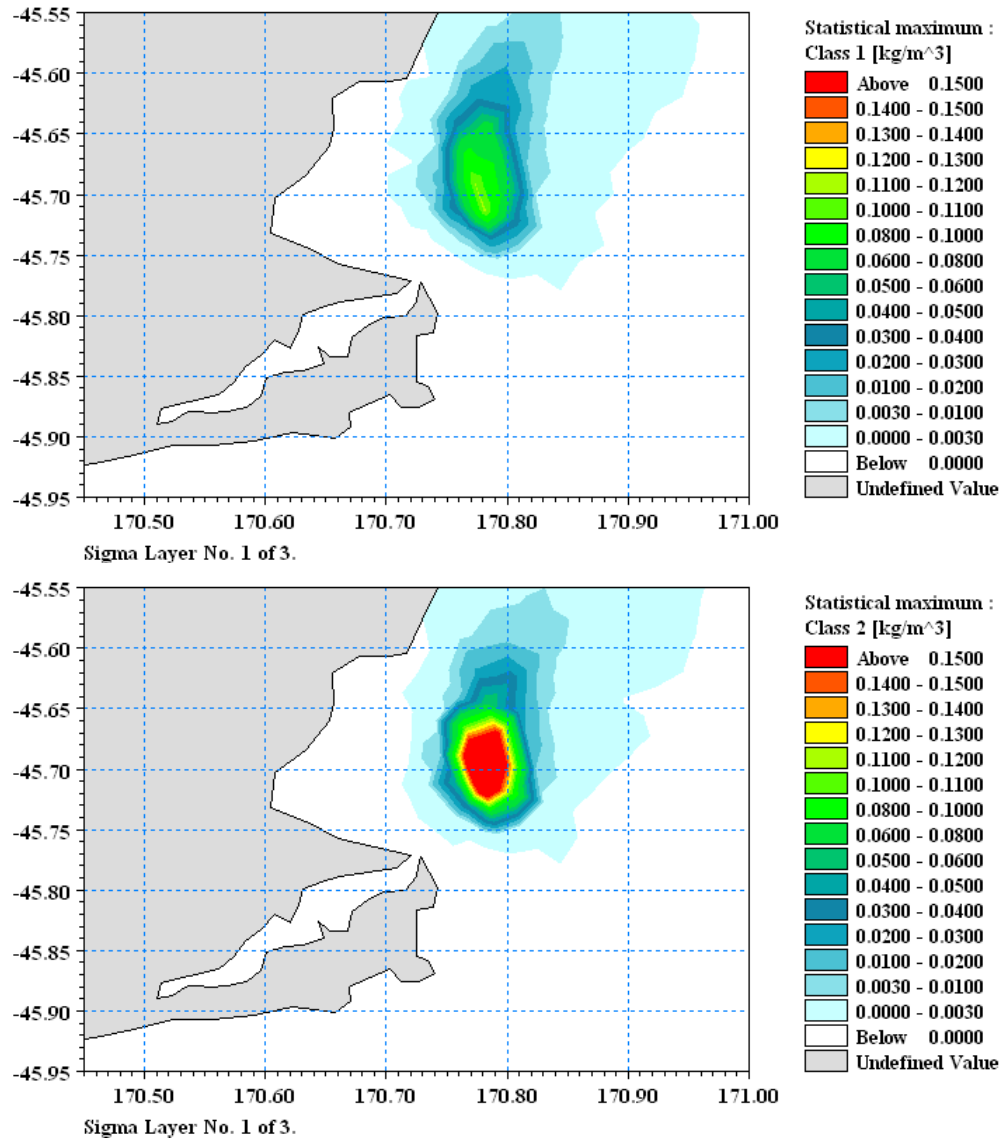 -45.55
-45.60
-45.65
-45.70
-45.75
-45.80
-45.85
-45.90
-45.95
170.50 170.60 170.70 170.80 170.90 171.00
Sigma Layer No. 1 of 3.
Statistical maximum :
Class 1 [kg/m^3]
Above 0.1500
0.1400 - 0.1500
0.1300 - 0.1400
0.1200 - 0.1300
0.1100 - 0.1200
0.1000 - 0.1100
0.0800 - 0.1000
0.0600 - 0.0800
0.0500 - 0.0600
0.0400 - 0.0500
0.0300 - 0.0400
0.0200 - 0.0300
0.0100 - 0.0200
0.0030 - 0.0100
0.0000 - 0.0030
Below 0.0000
Undefined Value
-45.55
-45.60
-45.65
-45.70
-45.75
-45.80
-45.85
-45.90
-45.95
170.50 170.60 170.70 170.80 170.90 171.00
Sigma Layer No. 1 of 3.
Statistical maximum :
Class 2 [kg/m^3]
Above 0.1500
0.1400 - 0.1500
0.1300 - 0.1400
0.1200 - 0.1300
0.1100 - 0.1200
0.1000 - 0.1100
0.0800 - 0.1000
0.0600 - 0.0800
0.0500 - 0.0600
0.0400 - 0.0500
0.0300 - 0.0400
0.0200 - 0.0300
0.0100 - 0.0200
0.0030 - 0.0100
0.0000 - 0.0030
Below 0.0000
Undefined Value